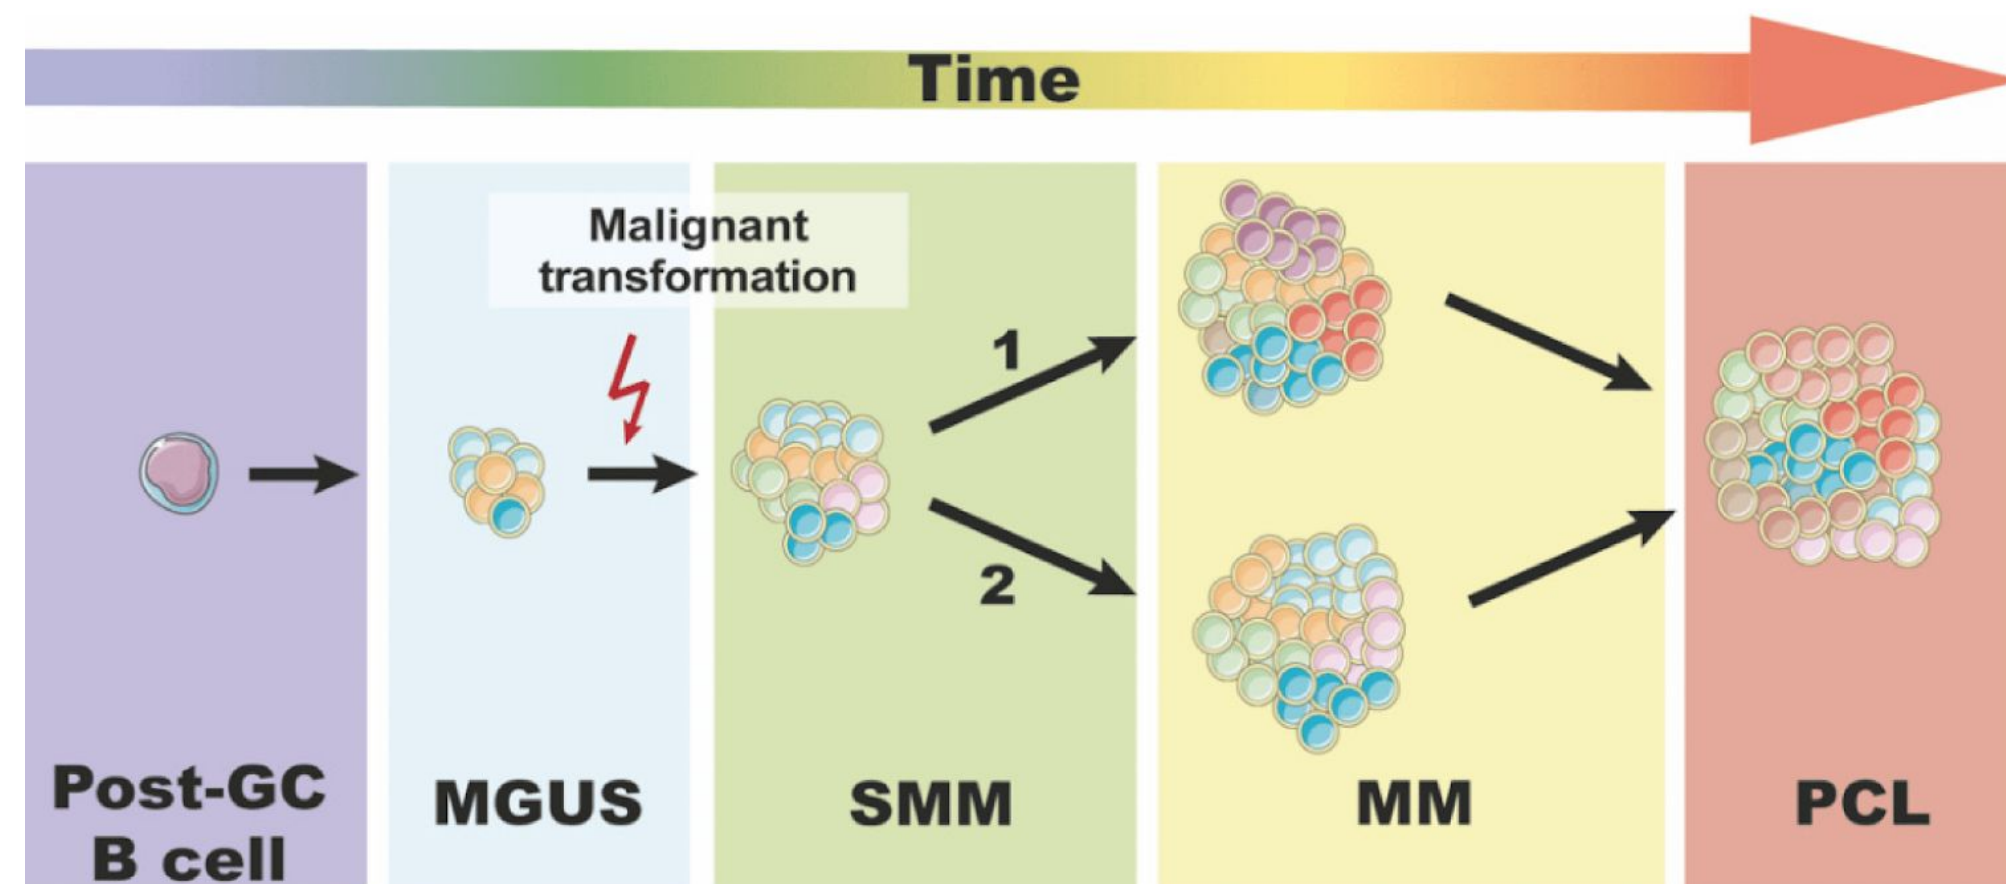 Time
Malignant
transformation
1
2
Post-GC
B cell
MGUS
SMM
MM
PCL